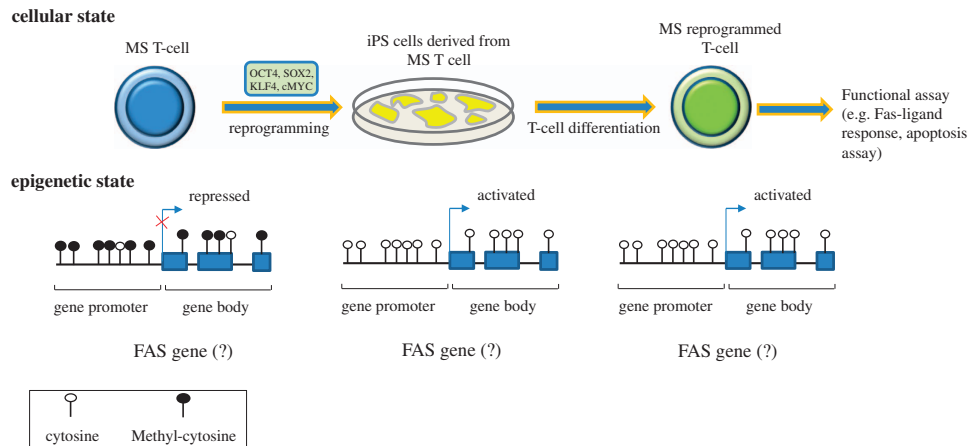 cellular state
MS T-cell
OCT4, SOX2,
KLF4, cMYC
reprogramming
iPS cells derived from
MS T cell
T-cell differentiation
MS reprogrammed
T-cell
Functional assay
(e.g. Fas-ligand
response, apoptosis
assay)
epigenetic state
repressed
gene promoter
gene body
FAS gene (?)
activated
gene promoter
gene body
FAS gene (?)
activated
gene promoter
gene body
FAS gene (?)
cytosine
Methyl-cytosine